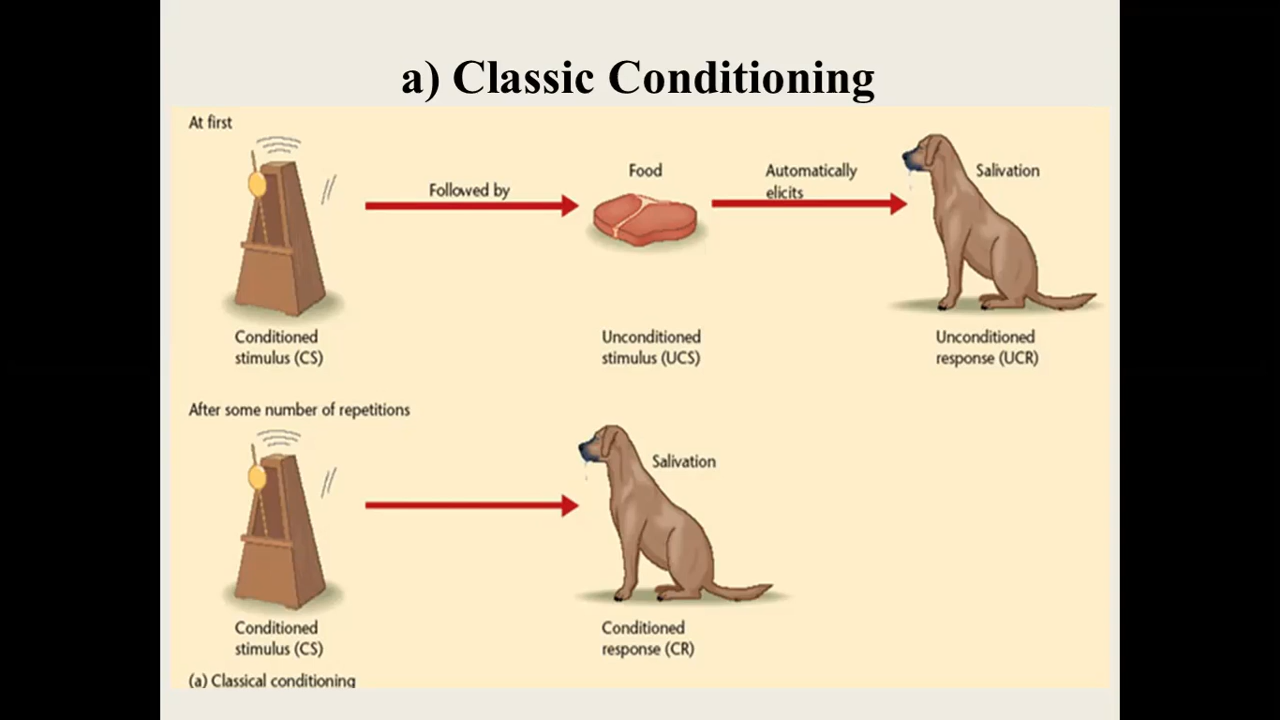 a) Classic Conditioning
At first
Followed by
Food
Automatically
elicits
Salivation
Conditioned
stimulus (CS)
Unconditioned
stimulus (UCS)
Unconditioned
response (UCR)
After some number of repetitions
Salivation
Conditioned
stimulus (CS)
Conditioned
response (CR)
(a) Classical conditioning